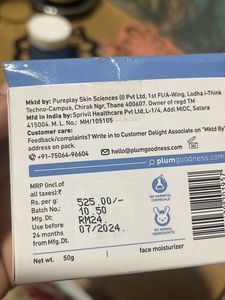 Mktd by: Pureplay Skin Sciences (I) Pvt Ltd, 1st Fl/A-Wing, Lodha i-Think
Techno-Campus, Chirak Ngr, Thane 400607. Owner of regd TM
Mfd in India by: Sprivil Healthcare Pvt Ltd, L-1/4, Addl MIDC, Satara
415004. M. L. No.: MH/105105
Customer care:
Feedback/complaints? Write in to Customer Delight Associate on "Mktd By"
address on pack.
+91-75064-96604
hello@plumgoodness.com
plumgoodness.com
MRP (incl of
all taxes):₹
Rs. per g:
Batch No.:
Mfg. Dt:
Use before
24 months
from Mfg. Dt
525.00/-
10.50
RM24
07/2024
NO HARMFUL
CHEMICALS
NO ANIMAL
INGREDIENTS
Net wt. 50g
face moisturizer